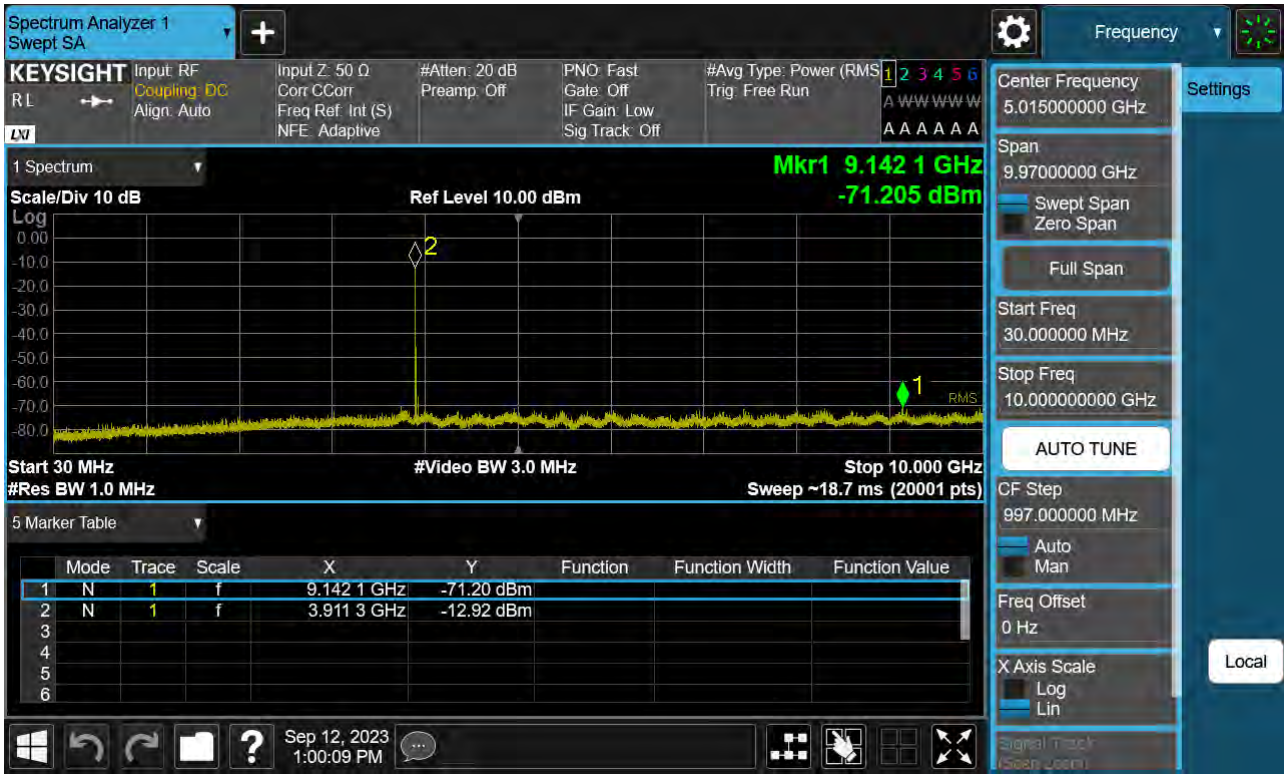 Spectrum Analyzer 1
Swept SA
+
Frequency
KEYSIGHT
RL
LXI
Input: RF
Coupling: DC
Align: Auto
Input Z: 50 Ω
Corr CCorr
Freq Ref: Int (S)
NFE: Adaptive
#Atten: 20 dB
Preamp: Off
PNO: Fast
Gate: Off
IF Gain: Low
Sig Track: Off
#Avg Type: Power (RMS
Trig: Free Run
1 2 3 4 5 6
A W W W W W
A A A A A A
1 Spectrum
Mkr1 9.142 1 GHz
-71.205 dBm
Scale/Div 10 dB
Ref Level 10.00 dBm
Log
0.00
-10.0
-20.0
-30.0
-40.0
-50.0
-60.0
-70.0
-80.0
2
1
RMS
Start 30 MHz
#Video BW 3.0 MHz
Stop 10.000 GHz
#Res BW 1.0 MHz
Sweep ~18.7 ms (20001 pts)
5 Marker Table
Mode Trace Scale X Y Function Function Width Function Value
1 N 1 f 9.142 1 GHz -71.20 dBm
2 N 1 f 3.911 3 GHz -12.92 dBm
3
4
5
6
Center Frequency
5.015000000 GHz
Settings
Span
9.97000000 GHz
Swept Span
Zero Span
Full Span
Start Freq
30.000000 MHz
Stop Freq
10.000000000 GHz
AUTO TUNE
CF Step
997.000000 MHz
Auto
Man
Freq Offset
0 Hz
X Axis Scale
Log
Lin
Signal Track
(Span Zoom)
Local
?
Sep 12, 2023
1:00:09 PM